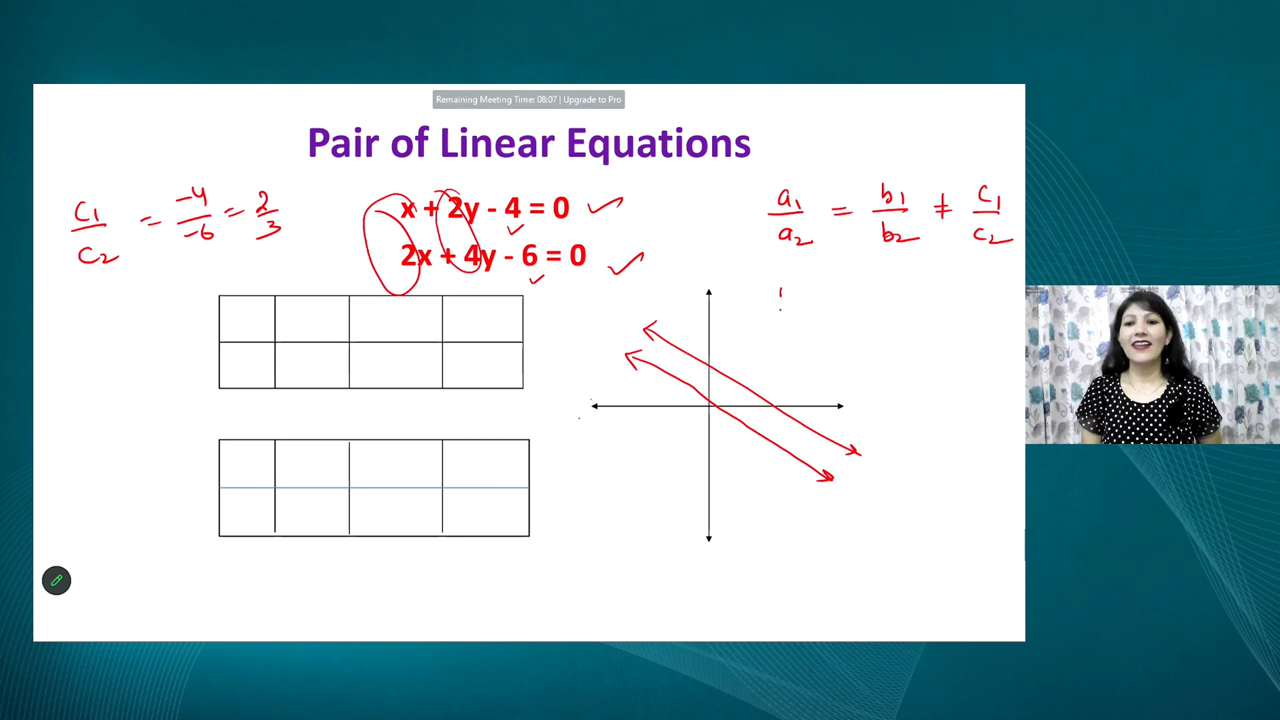 Remaining Meeting Time: 08:07 | Upgrade to Pro
Pair of Linear Equations
c₁/c₂ = -4/-6 = 2/3
x + 2y - 4 = 0
2x + 4y - 6 = 0
a₁/a₂ = b₁/b₂ ≠ c₁/c₂